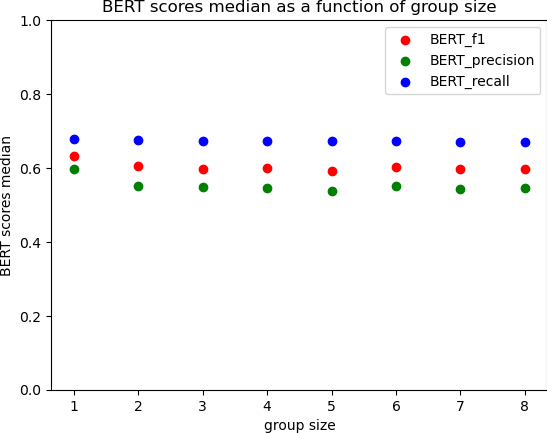 BERT scores median as a function of group size
BERT_f1
BERT_precision
BERT_recall
1.0
0.8
0.6
0.4
0.2
0.0
BERT scores median
1 2 3 4 5 6 7 8
group size